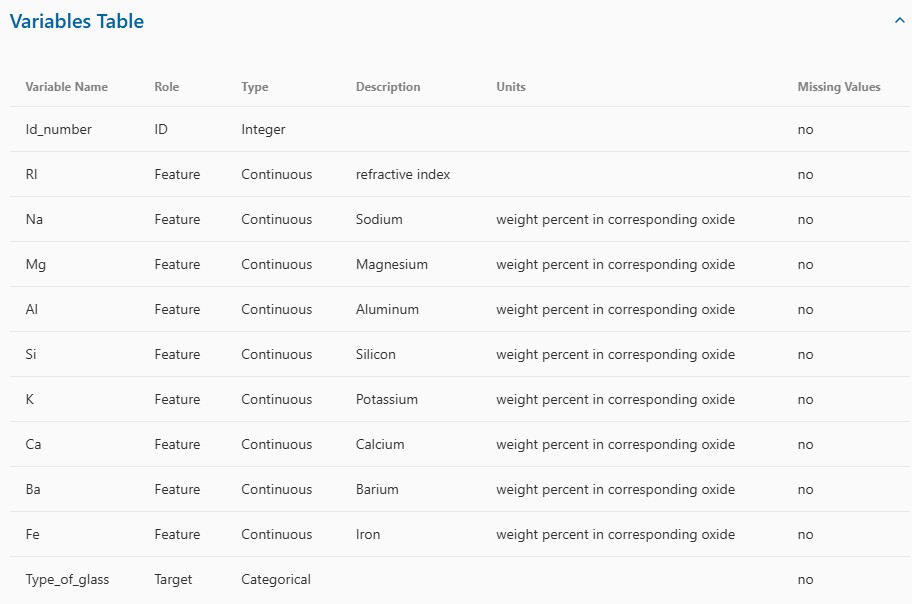 Variables Table
Variable Name Role Type Description Units Missing Values
Id_number ID Integer no
RI Feature Continuous refractive index no
Na Feature Continuous Sodium weight percent in corresponding oxide no
Mg Feature Continuous Magnesium weight percent in corresponding oxide no
Al Feature Continuous Aluminum weight percent in corresponding oxide no
Si Feature Continuous Silicon weight percent in corresponding oxide no
K Feature Continuous Potassium weight percent in corresponding oxide no
Ca Feature Continuous Calcium weight percent in corresponding oxide no
Ba Feature Continuous Barium weight percent in corresponding oxide no
Fe Feature Continuous Iron weight percent in corresponding oxide no
Type_of_glass Target Categorical no